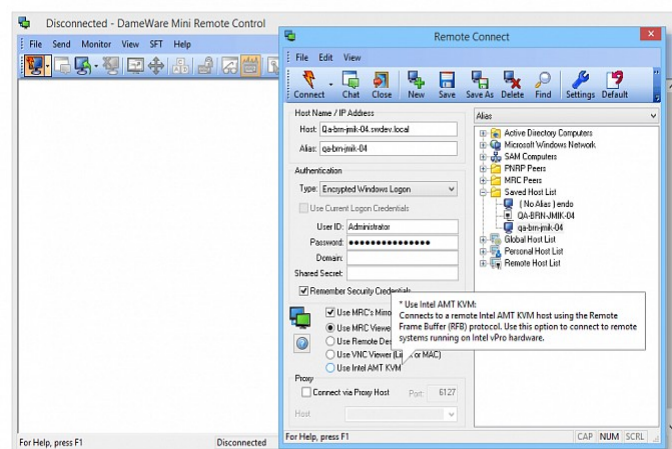 Disconnected - DameWare Mini Remote Control
File Send Monitor View SFT Help
Remote Connect
File Edit View
Connect Chat Close New Save Save As Delete Find Settings Default
Host Name / IP Address
Host: Qa-brn-jmik-04.swdev.local
Alias: qa-brn-jmik-04
Authentication
Type: Encrypted Windows Logon
Use Current Logon Credentials
User ID: Administrator
Password:
Domain:
Shared Secret:
Remember Security Credentials
Use MRC's Mirro
Use MRC Viewe
Use Remote Des
Use VNC Viewer (Li x or MAC)
Use Intel AMT KVM
Proxy
Connect via Proxy Host Port: 6127
Host
Alias
Active Directory Computers
Microsoft Windows Network
SAM Computers
PNRP Peers
MRC Peers
Saved Host List
( No Alias ) endo
QA-BRN-JMIK-04
qa-brn-jmik-04
Global Host List
Personal Host List
Remote Host List
* Use Intel AMT KVM:
Connects to a remote Intel AMT KVM host using the Remote
Frame Buffer (RFB) protocol. Use this option to connect to remote
systems running on Intel vPro hardware.
For Help, press F1 CAP NUM SCRL
For Help, press F1 Disconnected